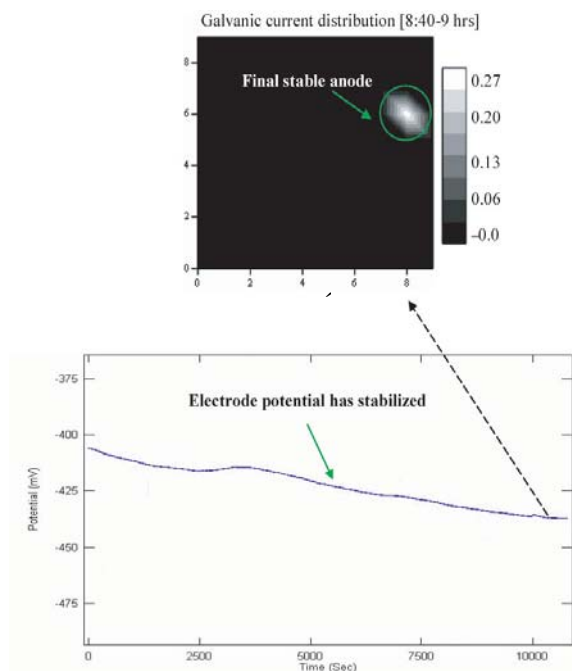 Galvanic current distribution [8:40-9 hrs]
Final stable anode
8
6
4
2
0
0 2 4 6 8
0.27
0.20
0.13
0.06
-0.0
Electrode potential has stabilized
Potential (mV)
-375
-400
-425
-450
-475
0 2500 5000 7500 10000
Time (Sec)